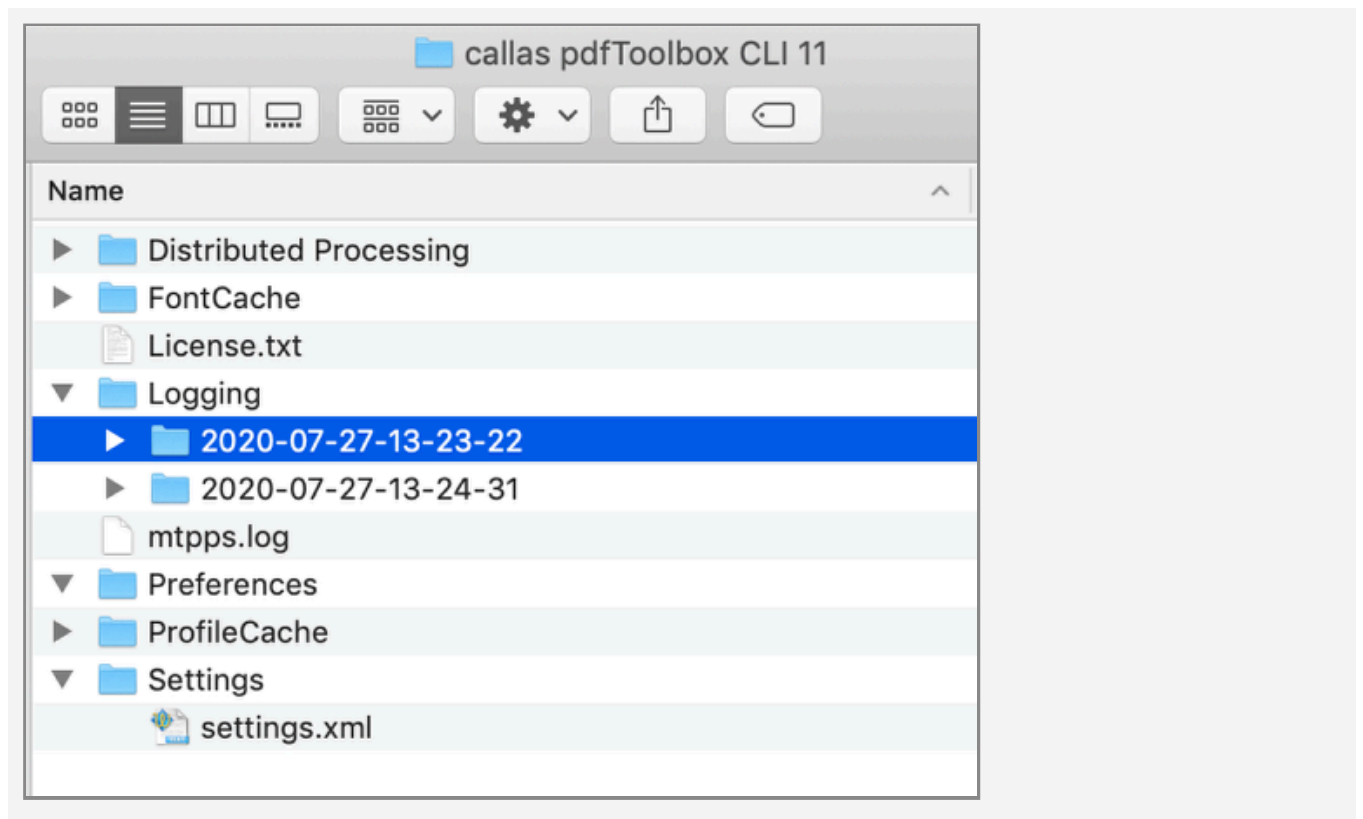 callas pdfToolbox CLI 11
Name
Distributed Processing
FontCache
License.txt
Logging
2020-07-27-13-23-22
2020-07-27-13-24-31
mtpps.log
Preferences
ProfileCache
Settings
settings.xml